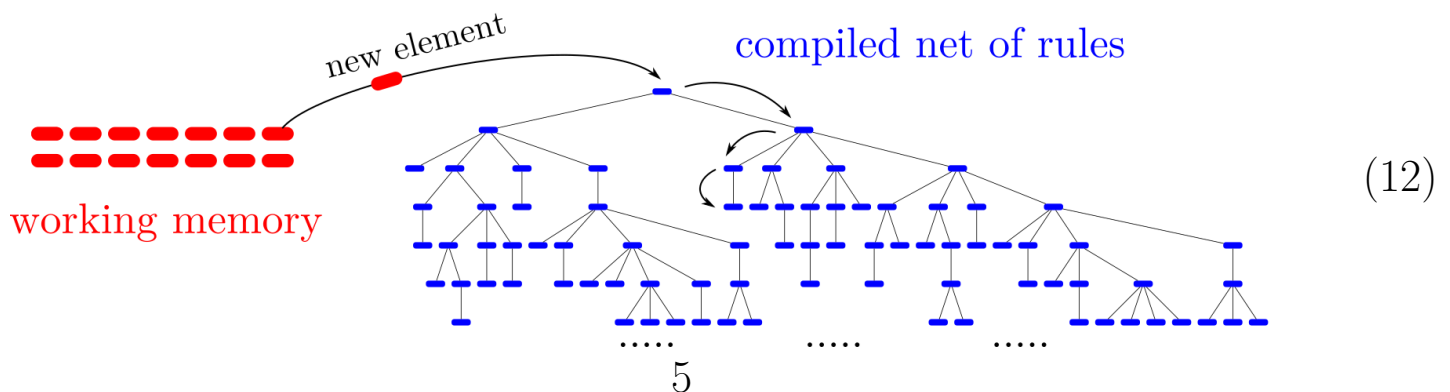 new element
compiled net of rules
(12)
working memory
..... ..... .....
5